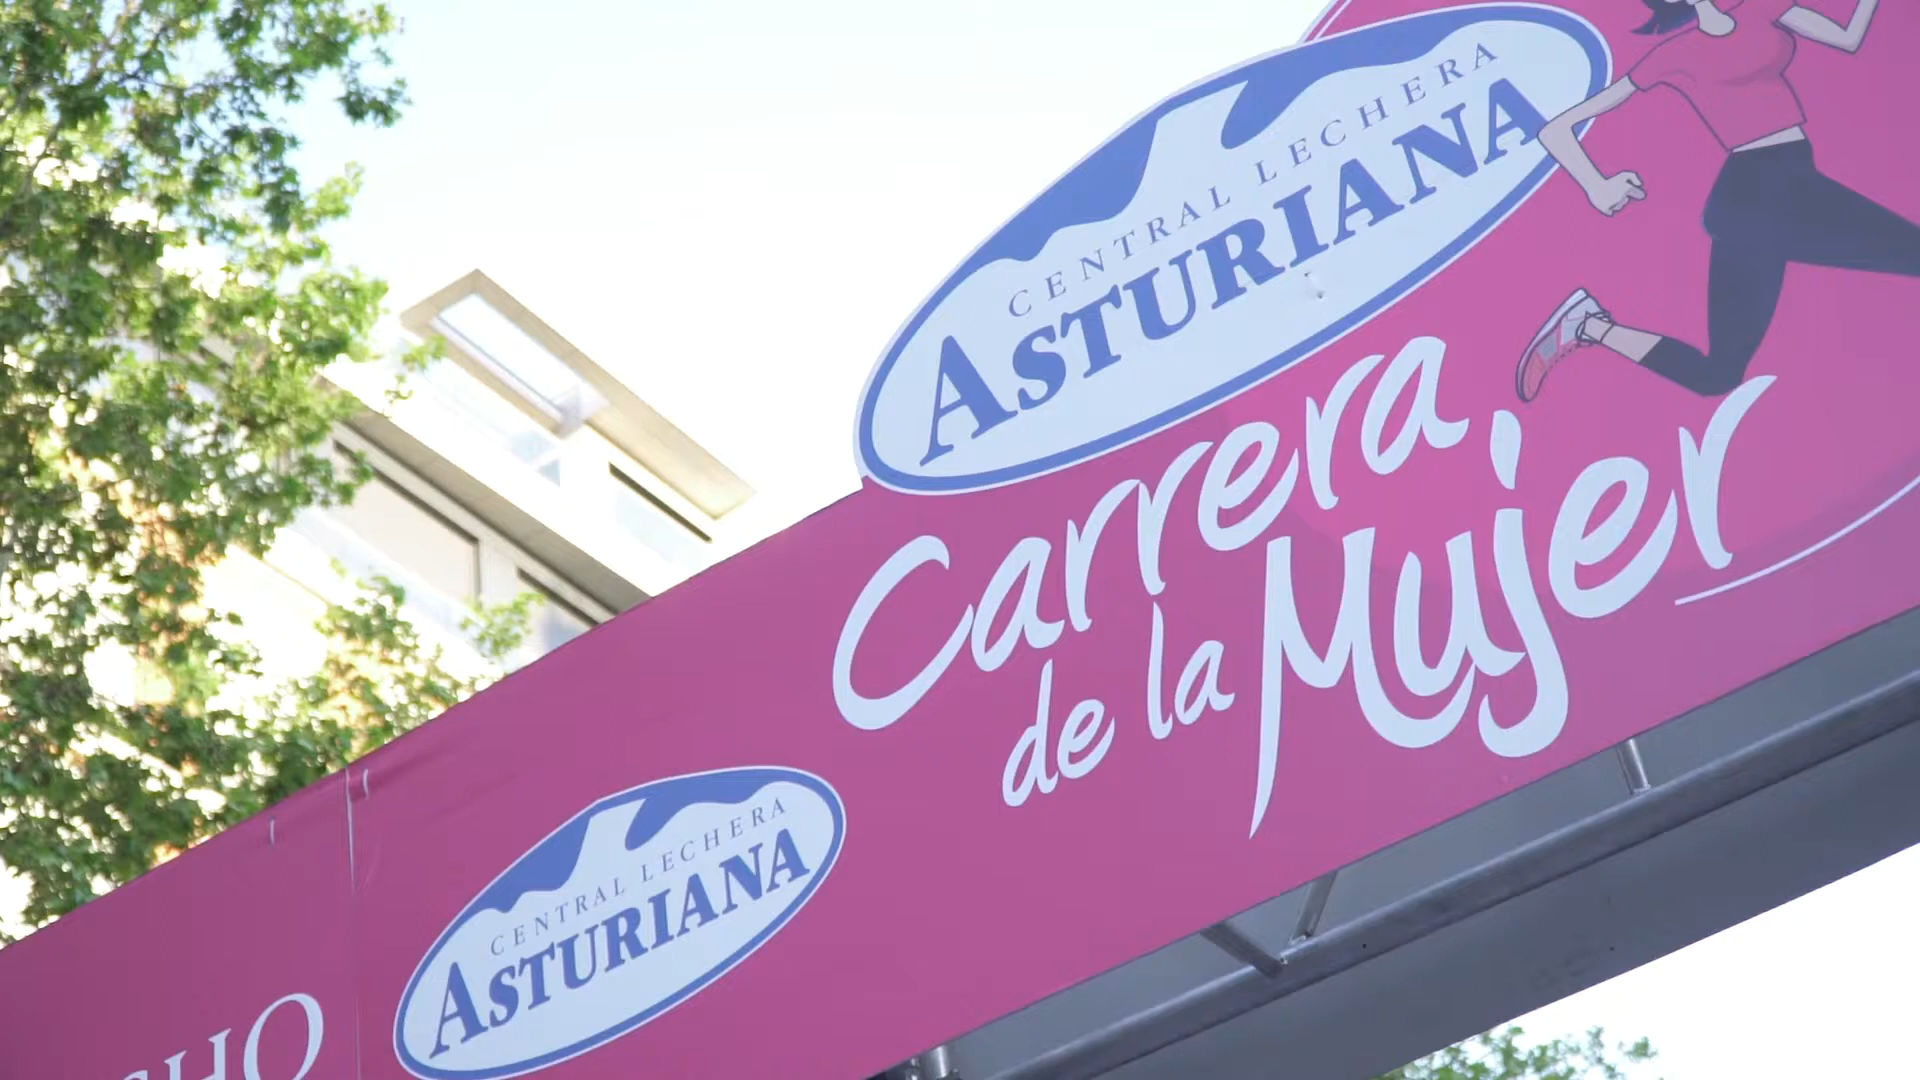 CENTRAL LECHERA
ASTURIANA
Carrera
de la Mujer
CENTRAL LECHERA
ASTURIANA